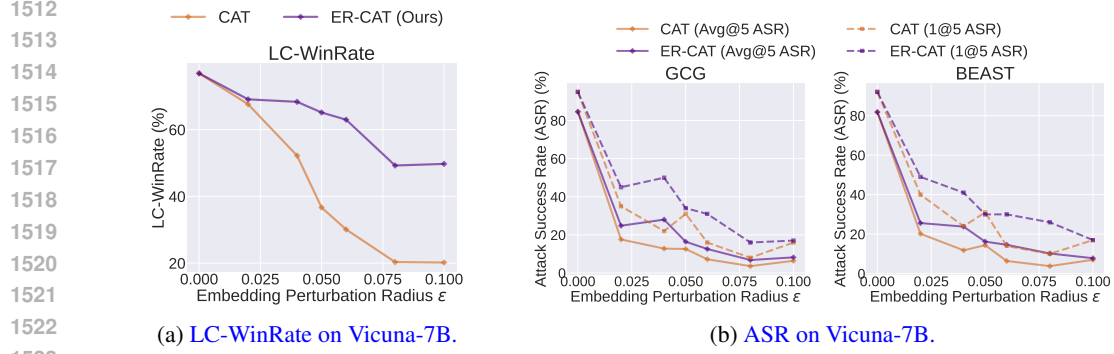 1512
1513
1514
1515
1516
1517
1518
1519
1520
1521
1522
CAT
ER-CAT (Ours)
LC-WinRate
LC-WinRate (%)
60
40
20
0.000 0.025 0.050 0.075 0.100
Embedding Perturbation Radius ε
(a) LC-WinRate on Vicuna-7B.
CAT (Avg@5 ASR)
CAT (1@5 ASR)
ER-CAT (Avg@5 ASR)
ER-CAT (1@5 ASR)
GCG
Attack Success Rate (ASR) (%)
80
60
40
20
0
0.000 0.025 0.050 0.075 0.100
Embedding Perturbation Radius ε
BEAST
Attack Success Rate (ASR) (%)
80
60
40
20
0
0.000 0.025 0.050 0.075 0.100
Embedding Perturbation Radius ε
(b) ASR on Vicuna-7B.